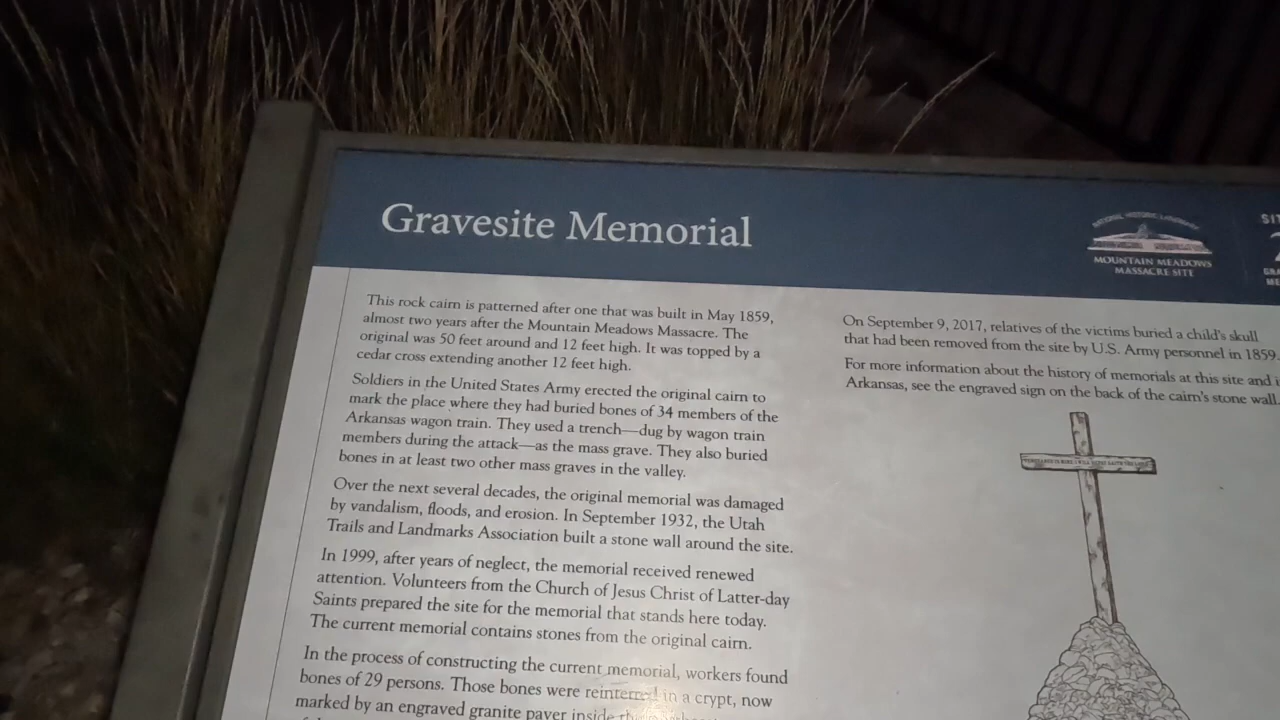 Gravesite Memorial
NATIONAL HISTORIC LANDMARK
MOUNTAIN MEADOWS
MASSACRE SITE
This rock cairn is patterned after one that was built in May 1859,
almost two years after the Mountain Meadows Massacre. The
original was 50 feet around and 12 feet high. It was topped by a
cedar cross extending another 12 feet high.
Soldiers in the United States Army erected the original cairn to
mark the place where they had buried bones of 34 members of the
Arkansas wagon train. They used a trench—dug by wagon train
members during the attack—as the mass grave. They also buried
bones in at least two other mass graves in the valley.
Over the next several decades, the original memorial was damaged
by vandalism, floods, and erosion. In September 1932, the Utah
Trails and Landmarks Association built a stone wall around the site.
In 1999, after years of neglect, the memorial received renewed
attention. Volunteers from the Church of Jesus Christ of Latter-day
Saints prepared the site for the memorial that stands here today.
The current memorial contains stones from the original cairn.
In the process of constructing the current memorial, workers found
bones of 29 persons. Those bones were reinterred in a crypt, now
marked by an engraved granite paver inside
On September 9, 2017, relatives of the victims buried a child's skull
that had been removed from the site by U.S. Army personnel in 1859.
For more information about the history of memorials at this site and
Arkansas, see the engraved sign on the back of the cairn's stone wall.